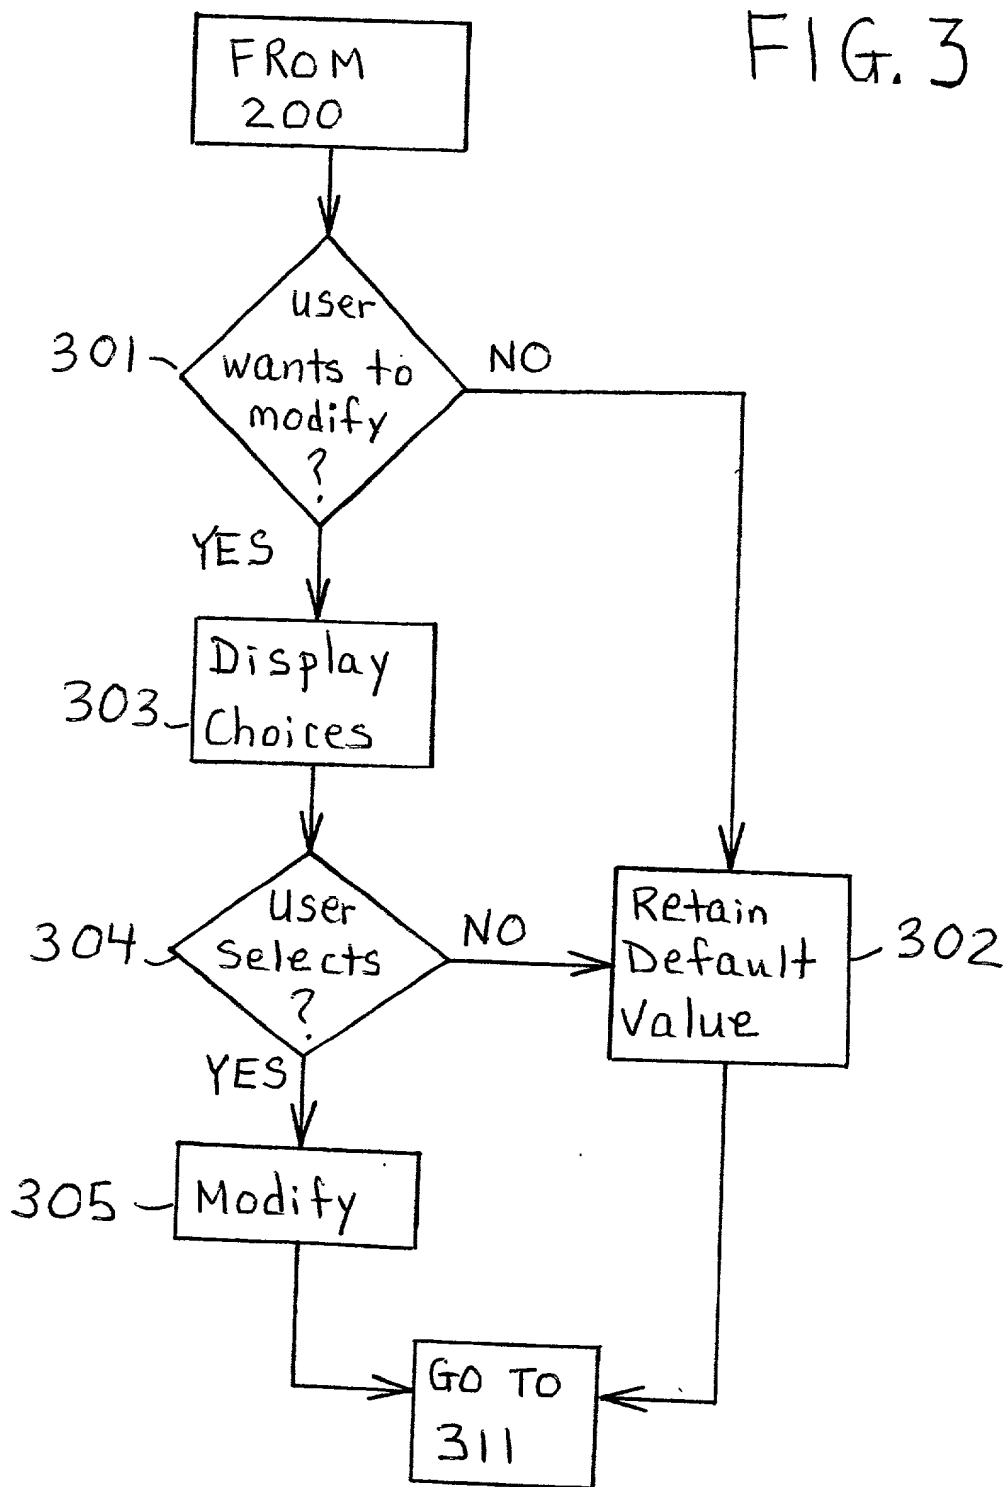 FIG. 3
FROM
200
user
wants to
modify
?
301
NO
YES
Display
Choices
303
User
Selects
?
304
NO
Retain
Default
Value
302
YES
Modify
305
GO TO
311